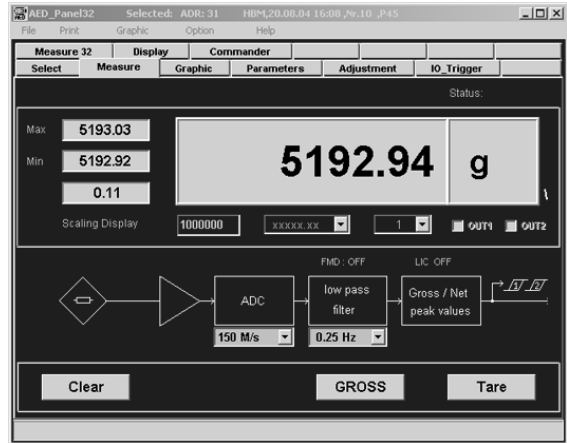 AED_Panel32 Selected: ADR: 31 HBM,20.08.04 16:08 ,Nr.10 ,P45
File Print Graphic Option Help
Measure 32 Display Commander
Select Measure Graphic Parameters Adjustment IO_Trigger
Status:
Max 5193.03
5192.94 g
Min 5192.92
0.11
\
Scaling Display 1000000 xxxxx.xx 1 OUT1 OUT2
FMD : OFF LIC OFF
ADC low pass filter Gross / Net peak values 1 2
150 M/s 0.25 Hz
Clear GROSS Tare